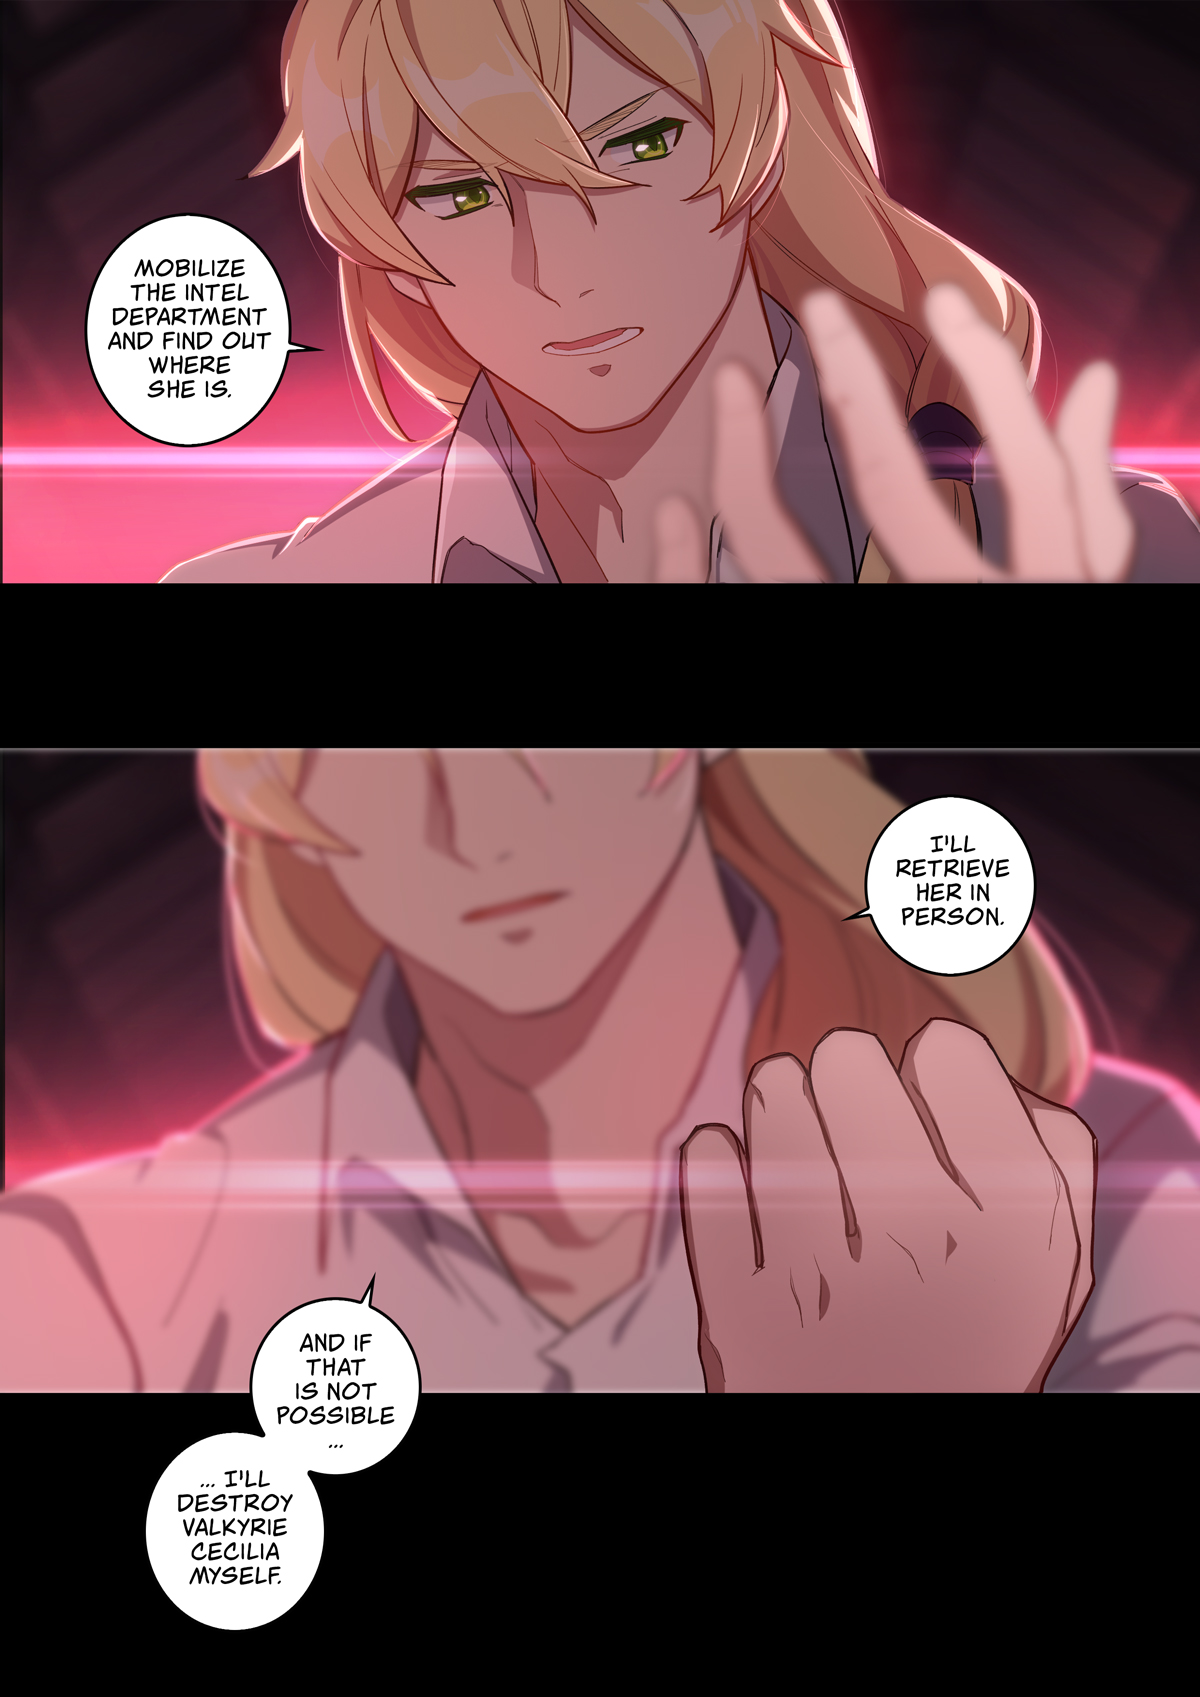 MOBILIZE
THE INTEL
DEPARTMENT
AND FIND OUT
WHERE
SHE IS.
I'LL
RETRIEVE
HER IN
PERSON.
AND IF
THAT
IS NOT
POSSIBLE
...
... I'LL
DESTROY
VALKYRIE
CECILIA
MYSELF.